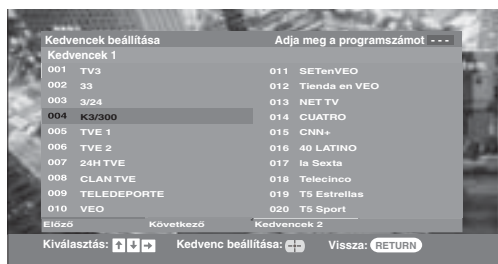 Kedvencek beállítása Adja meg a programszámot - - -
Kedvencek 1
001 TV3
002 33
003 3/24
004 K3/300
005 TVE 1
006 TVE 2
007 24H TVE
008 CLAN TVE
009 TELEDEPORTE
010 VEO
011 SETenVEO
012 Tienda en VEO
013 NET TV
014 CUATRO
015 CNN+
016 40 LATINO
017 la Sexta
018 Telecinco
019 T5 Estrellas
020 T5 Sport
Előző Következő Kedvencek 2
Kiválasztás: Kedvenc beállítása: Vissza: RETURN